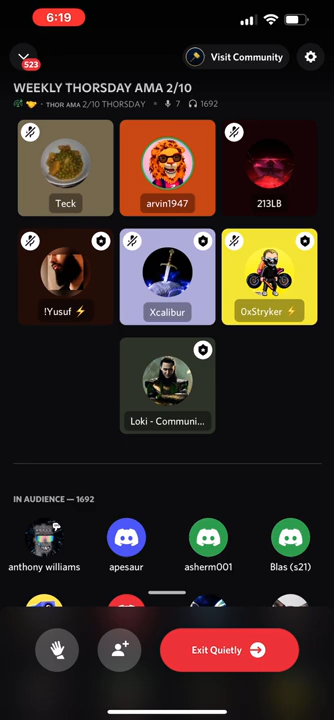 6:19
523
Visit Community
WEEKLY THORSDAY AMA 2/10
THOR AMA 2/10 THORSDAY • 7 1692
Teck
arvin1947
213LB
!Yusuf ⚡
Xcalibur
0xStryker ⚡
Loki - Communi...
IN AUDIENCE — 1692
anthony williams
apesaur
asherm001
Blas (s21)
Exit Quietly